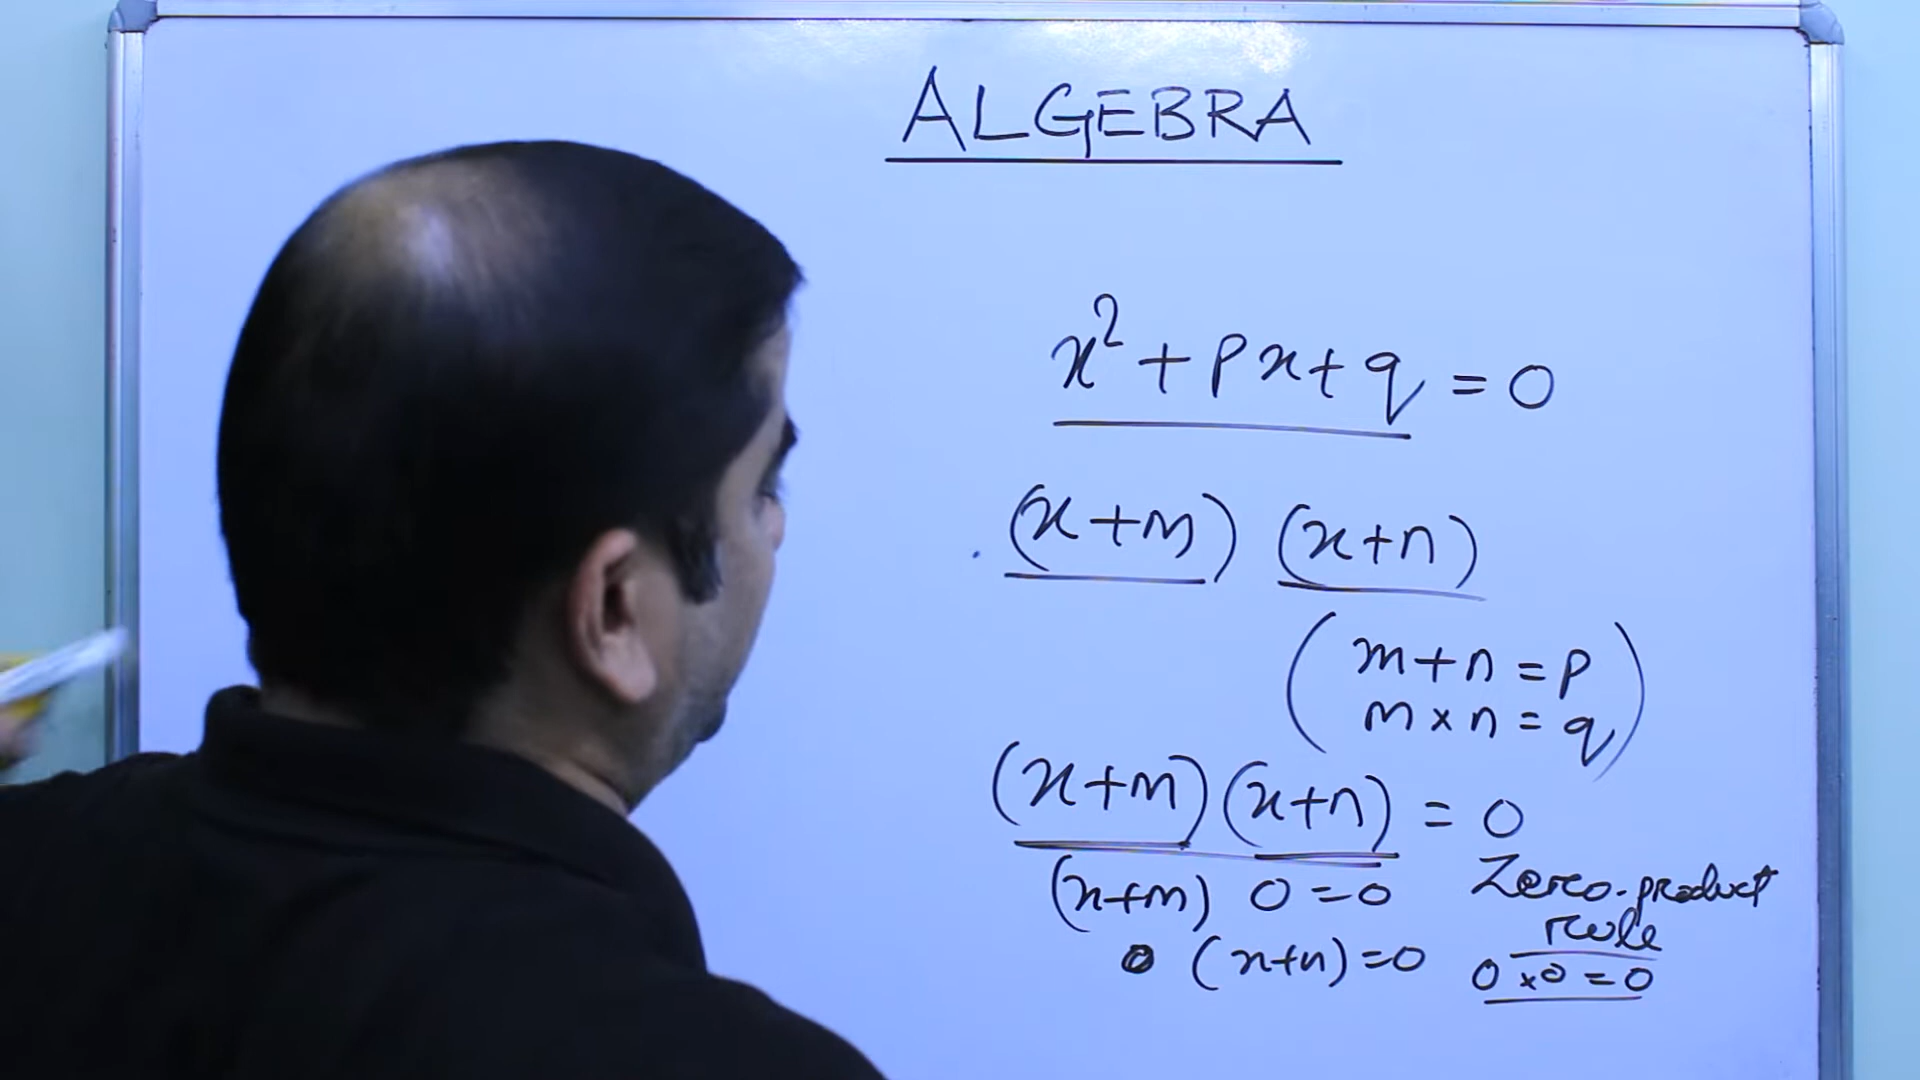 ALGEBRA
x² + px + q = 0
(x+m) (x+n)
(m+n = p
m×n = q)
(x+m)(x+n) = 0
(x+m) 0 = 0 Zero-product
rule
0 (x+n) = 0 0 × 0 = 0